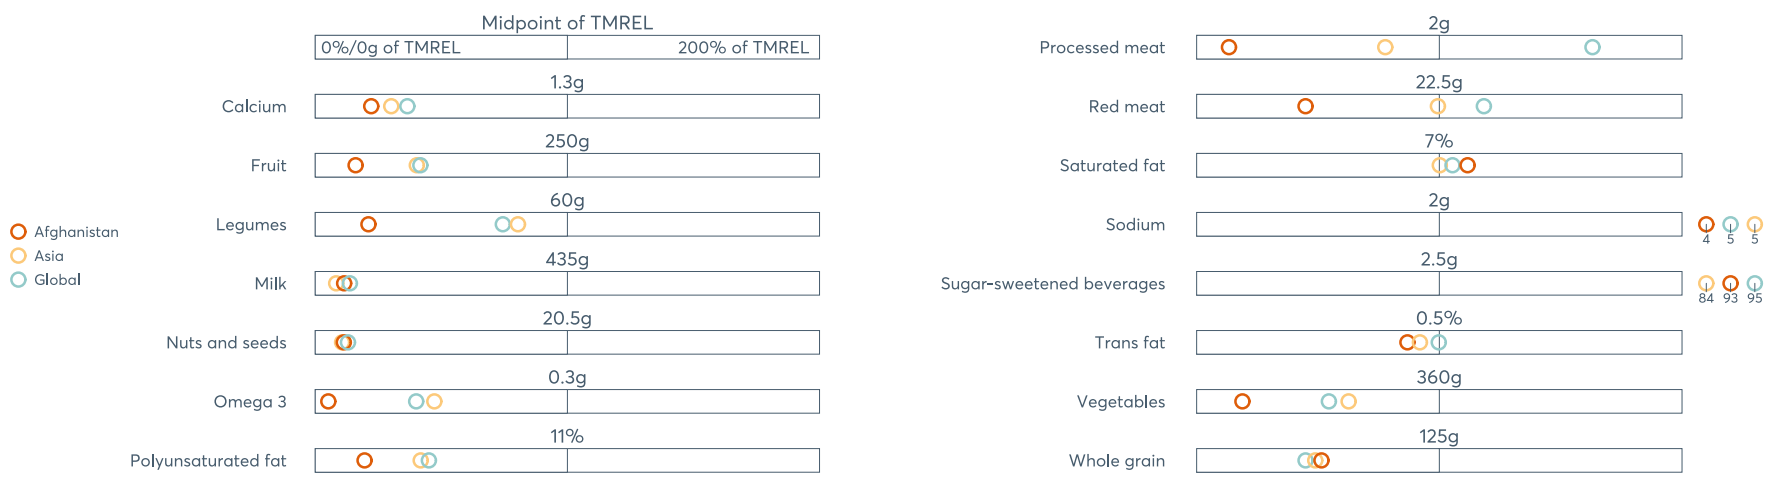 Midpoint of TMREL
0%/0g of TMREL 200% of TMREL
1.3g
Calcium
250g
Fruit
60g
Legumes
435g
Milk
20.5g
Nuts and seeds
0.3g
Omega 3
11%
Polyunsaturated fat
Afghanistan
Asia
Global
2g
Processed meat
22.5g
Red meat
7%
Saturated fat
2g
Sodium
4 5 5
2.5g
Sugar-sweetened beverages
84 93 95
0.5%
Trans fat
360g
Vegetables
125g
Whole grain